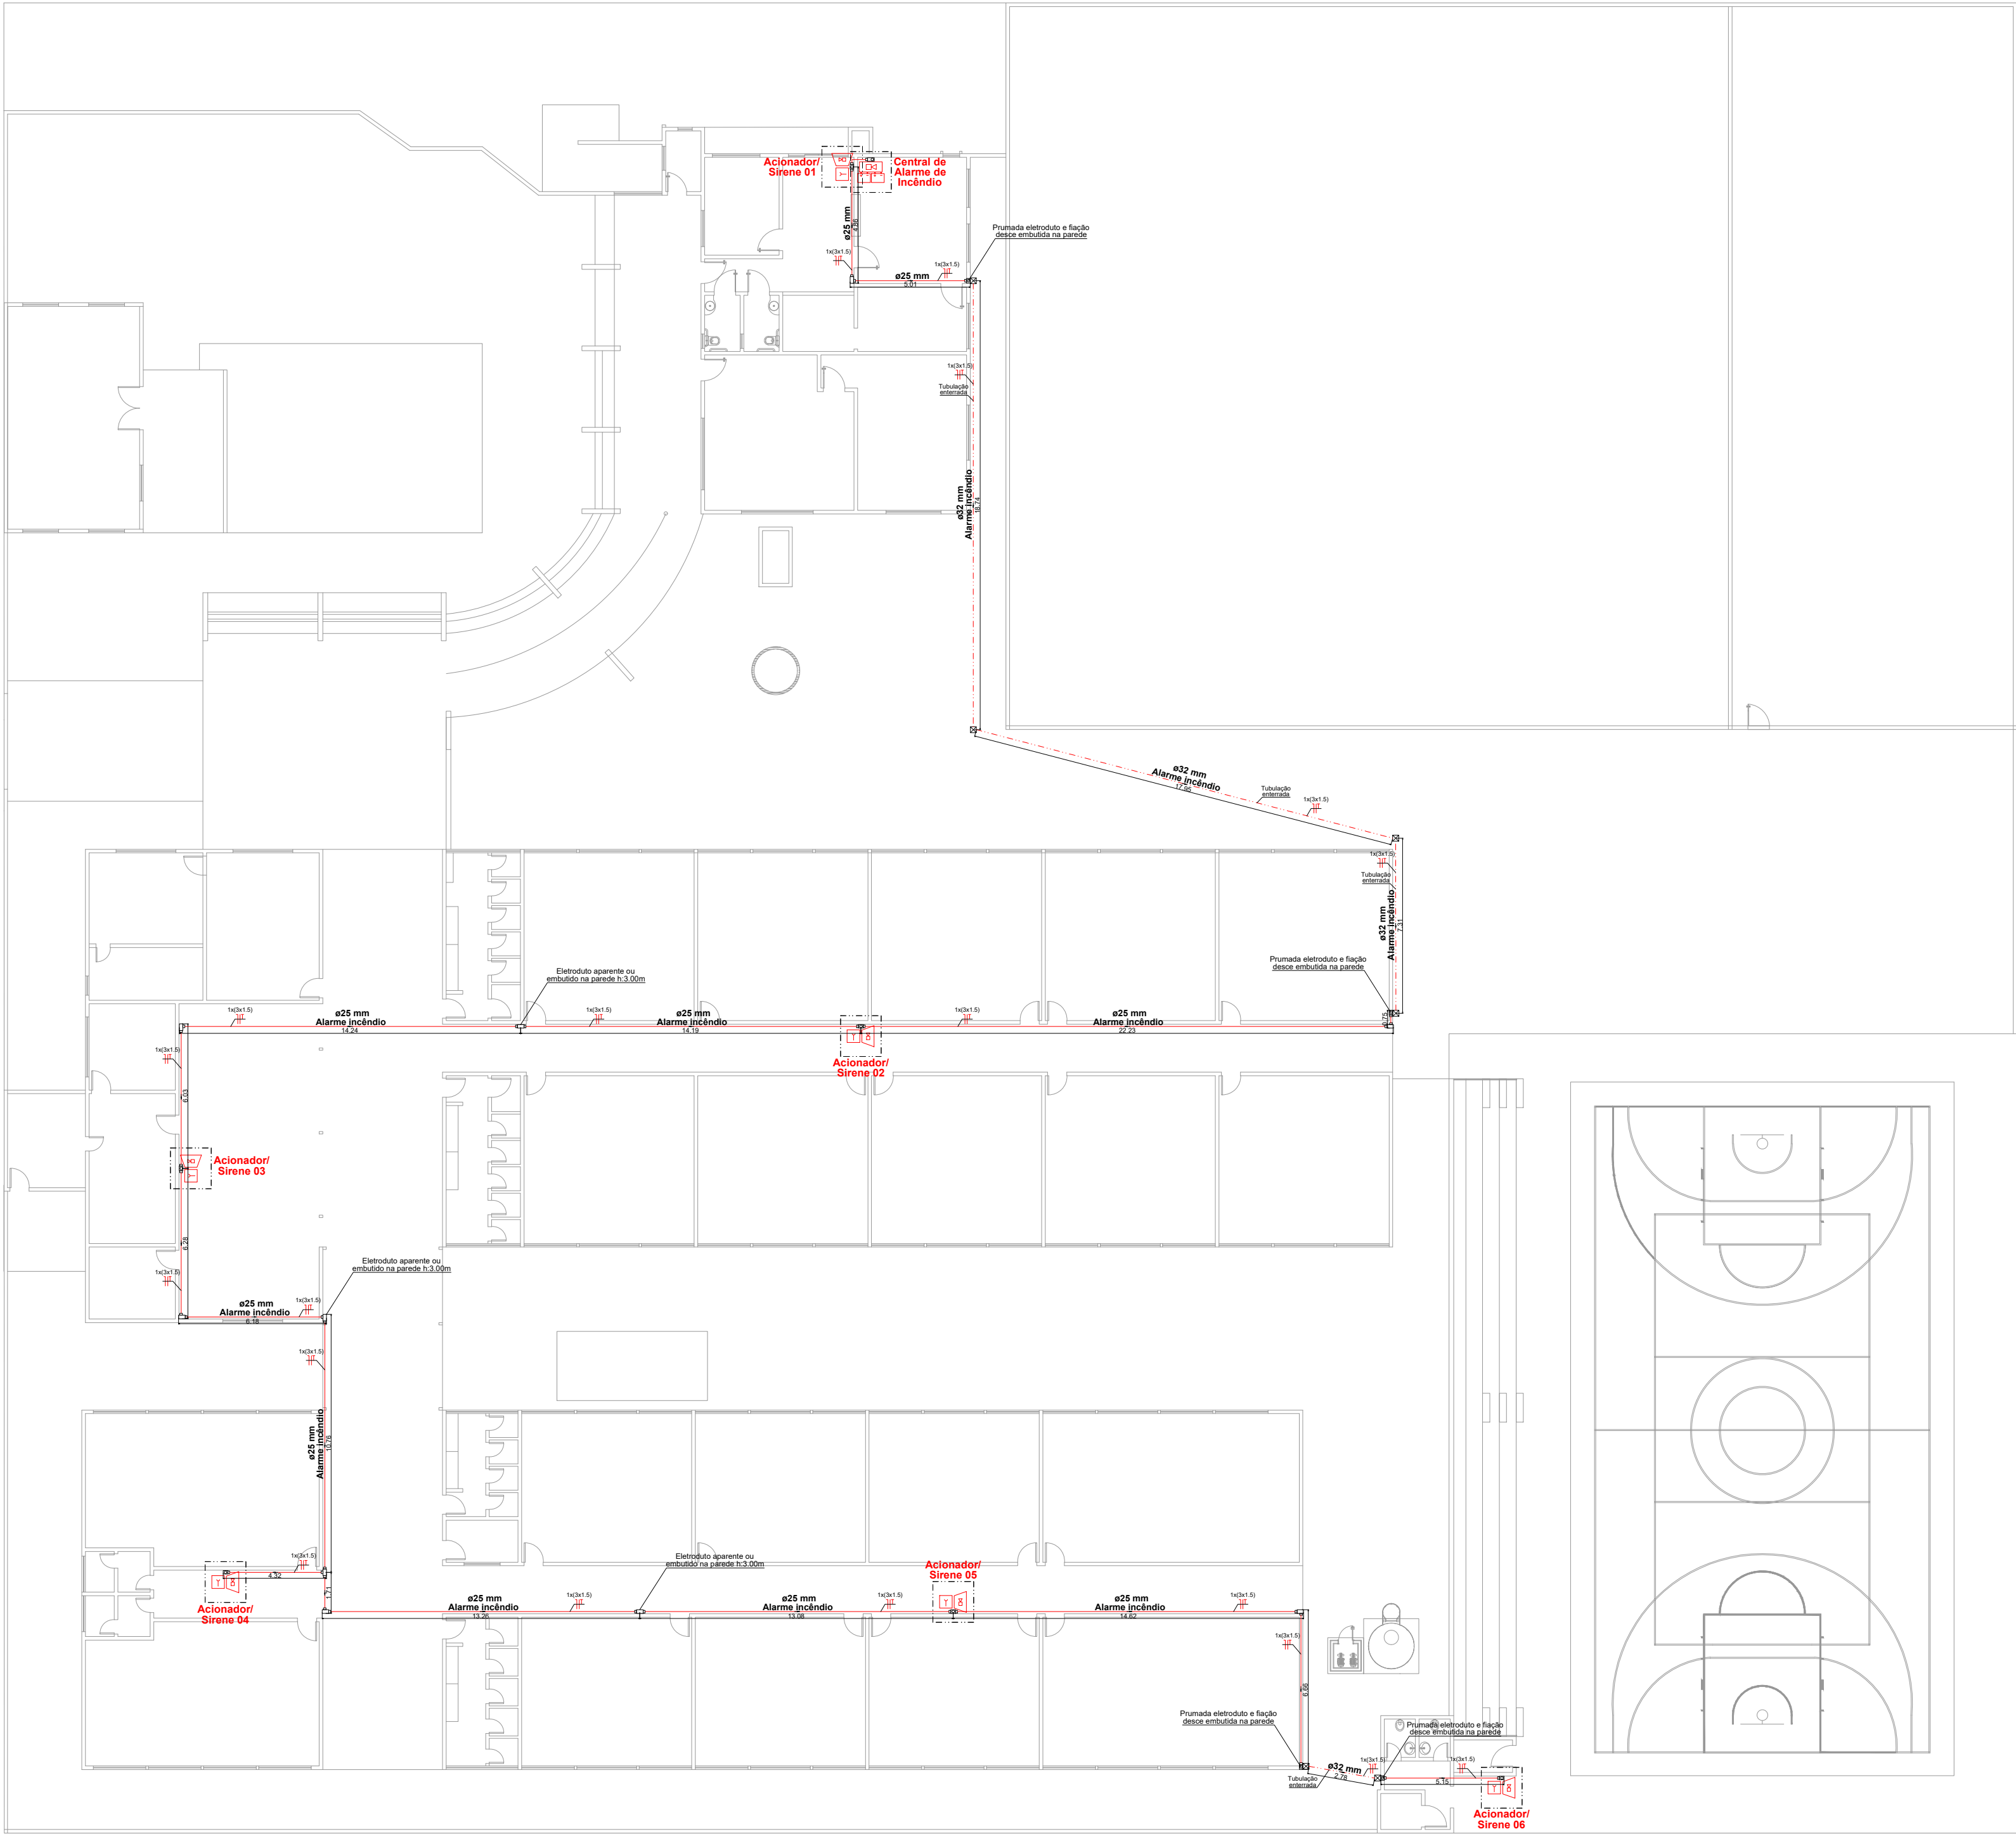 Acionador/
Sirene 01
Central de
Alarme de
Incêndio
ø25 mm
4.86
1x(3x1.5)
Prumada eletroduto e fiação
desce embutida na parede
1x(3x1.5)
ø25 mm
5.01
1x(3x1.5)
Tubulação
enterrada
ø32 mm
Alarme incêndio
18.74
ø32 mm
Alarme incêndio
17.95
Tubulação
enterrada
1x(3x1.5)
1x(3x1.5)
Tubulação
enterrada
ø32 mm
Alarme incêndio
7.31
Prumada eletroduto e fiação
desce embutida na parede
0.75
Eletroduto aparente ou
embutido na parede h:3.00m
1x(3x1.5)
ø25 mm
Alarme incêndio
14.24
1x(3x1.5)
ø25 mm
Alarme incêndio
14.19
1x(3x1.5)
ø25 mm
Alarme incêndio
22.23
Acionador/
Sirene 02
1x(3x1.5)
6.03
Acionador/
Sirene 03
6.28
1x(3x1.5)
Eletroduto aparente ou
embutido na parede h:3.00m
ø25 mm
Alarme incêndio
6.18
1x(3x1.5)
1x(3x1.5)
ø25 mm
Alarme incêndio
10.76
1x(3x1.5)
4.32
Acionador/
Sirene 04
1.71
Eletroduto aparente ou
embutido na parede h:3.00m
Acionador/
Sirene 05
ø25 mm
Alarme incêndio
13.26
1x(3x1.5)
ø25 mm
Alarme incêndio
13.08
1x(3x1.5)
ø25 mm
Alarme incêndio
14.62
1x(3x1.5)
1x(3x1.5)
6.66
Prumada eletroduto e fiação
desce embutida na parede
Prumada eletroduto e fiação
desce embutida na parede
Tubulação
enterrada
ø32 mm
2.78
1x(3x1.5)
1x(3x1.5)
5.15
Acionador/
Sirene 06